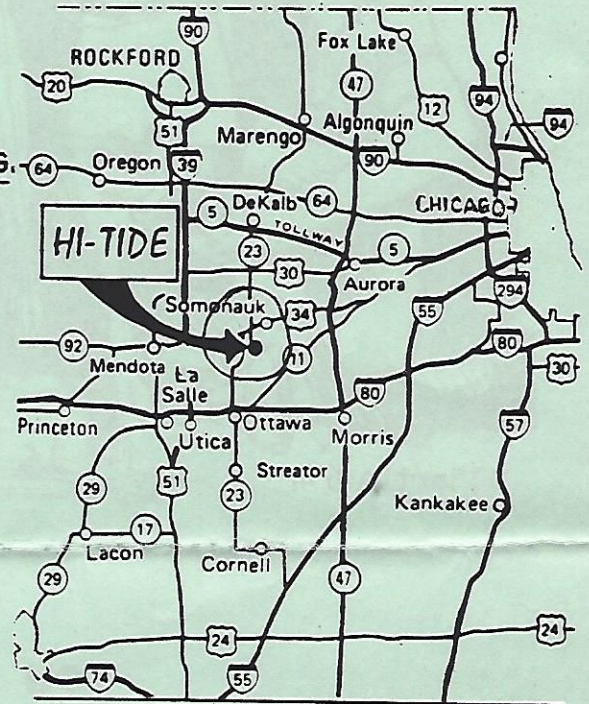 90
Fox Lake
ROCKFORD
47
20
12
94
51
Marengo
Algonquin
94
G.
64
Oregon
39
90
5
DeKalb
64
CHICAGO
HI-TIDE
TOLLWAY
23
5
30
Aurora
294
Somonauk
34
55
92
11
80
Mendota
La
Salle
80
30
Princeton
Utica
Ottawa
Morris
57
Streator
29
51
23
Kankakee
17
Lacon
Cornell
29
47
24
24
74
55